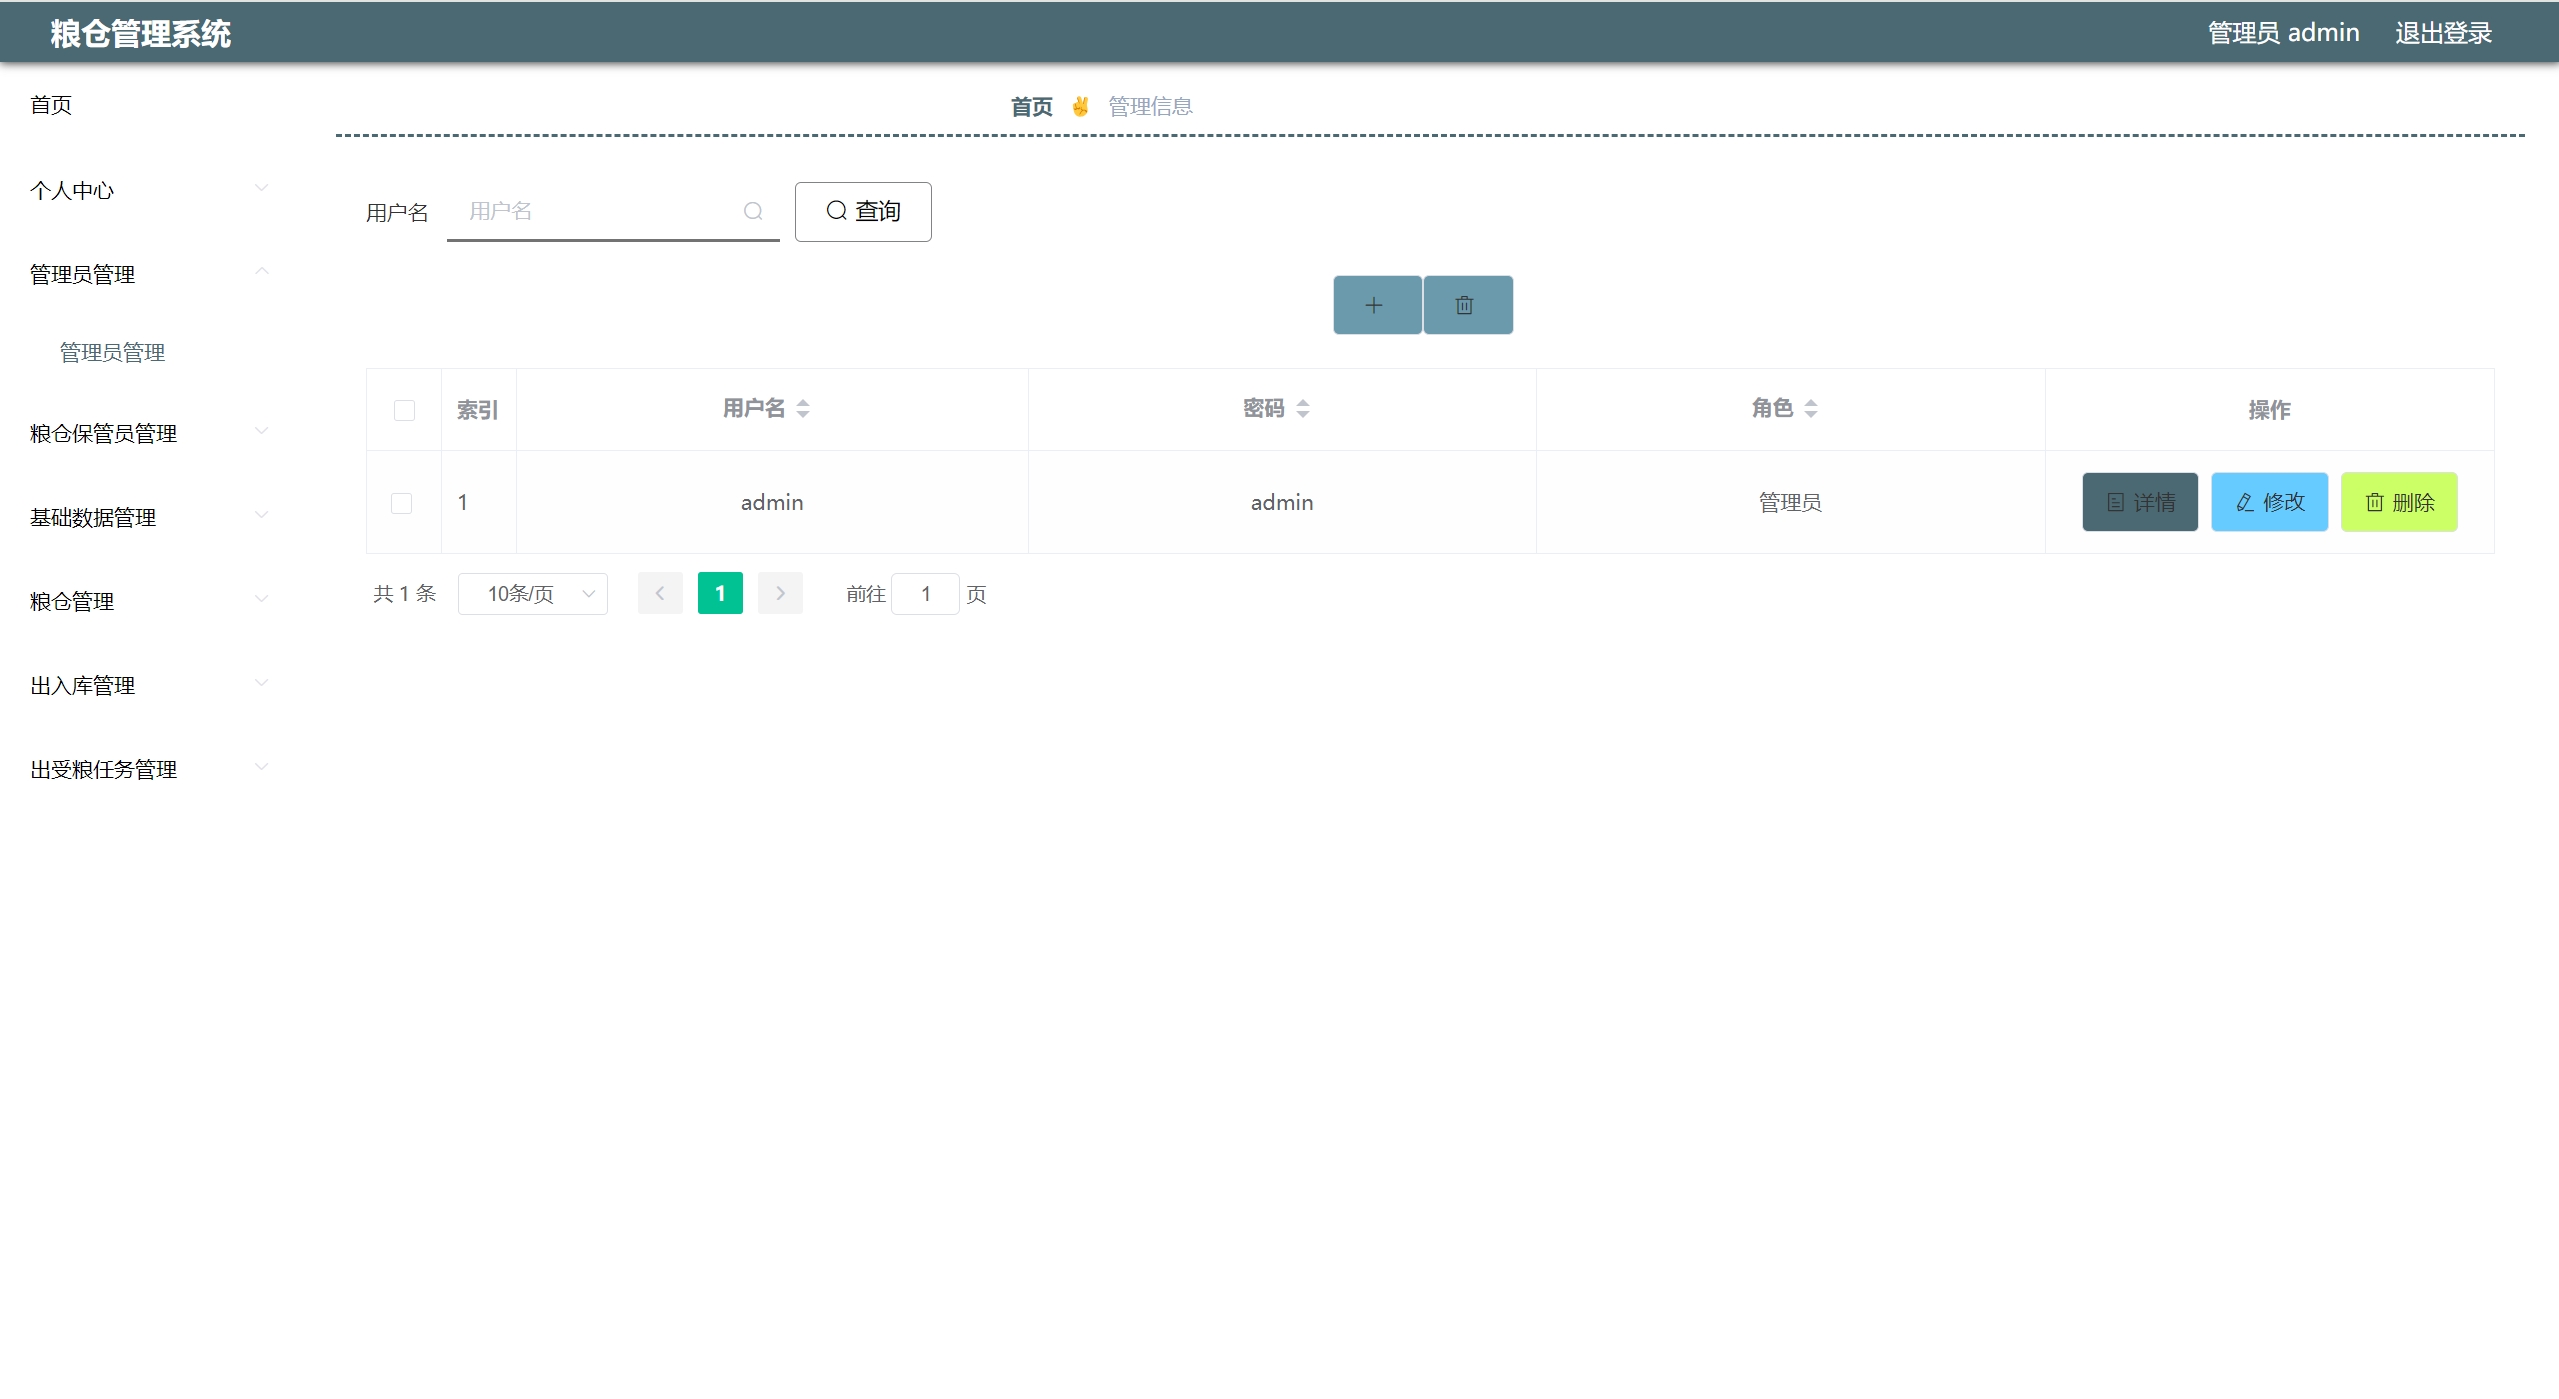 粮仓管理系统
管理员 admin 退出登录
首页
个人中心
管理员管理
管理员管理
粮仓保管员管理
基础数据管理
粮仓管理
出入库管理
出受粮任务管理
首页 ✌ 管理信息
用户名 用户名 查询
索引 用户名 密码 角色 操作
1 admin admin 管理员 详情 修改 删除
共 1 条 10条/页 1 前往 1 页